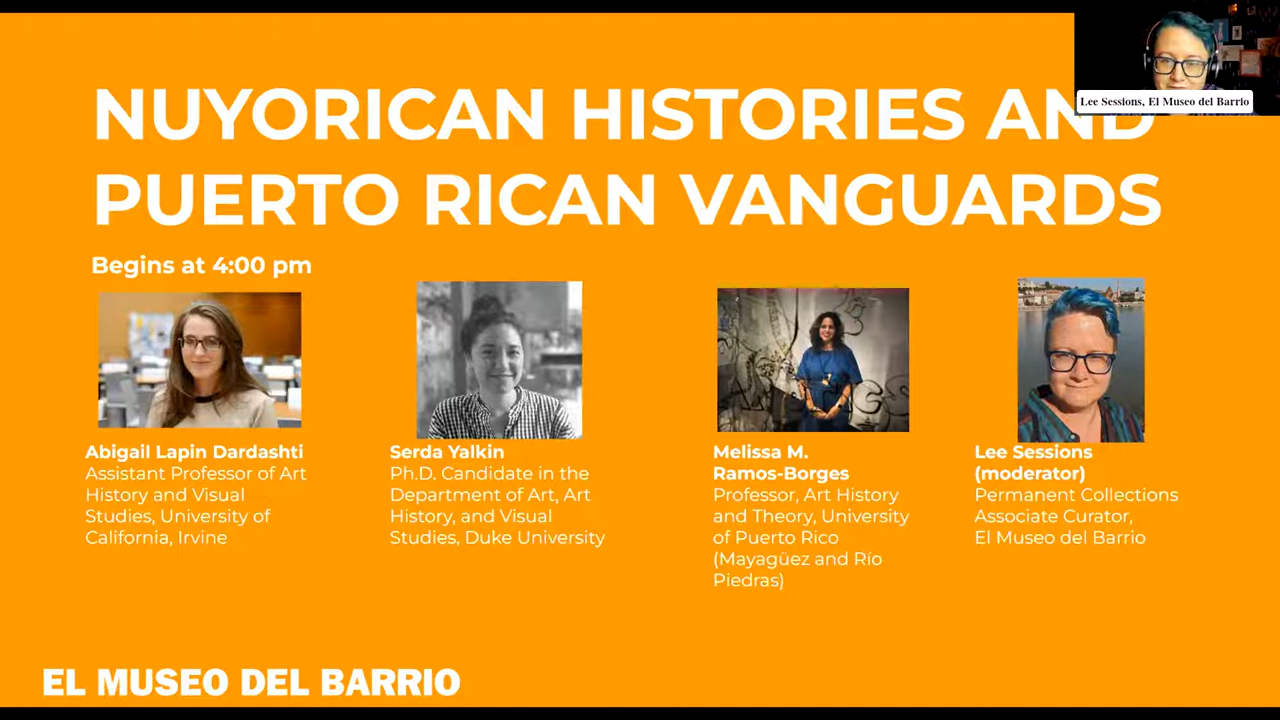 NUYORICAN HISTORIES AND
PUERTO RICAN VANGUARDS
Lee Sessions, El Museo del Barrio
Begins at 4:00 pm
Abigail Lapin Dardashti
Assistant Professor of Art
History and Visual
Studies, University of
California, Irvine
Serda Yalkin
Ph.D. Candidate in the
Department of Art, Art
History, and Visual
Studies, Duke University
Melissa M.
Ramos-Borges
Professor, Art History
and Theory, University
of Puerto Rico
(Mayagüez and Río
Piedras)
Lee Sessions
(moderator)
Permanent Collections
Associate Curator,
El Museo del Barrio
EL MUSEO DEL BARRIO